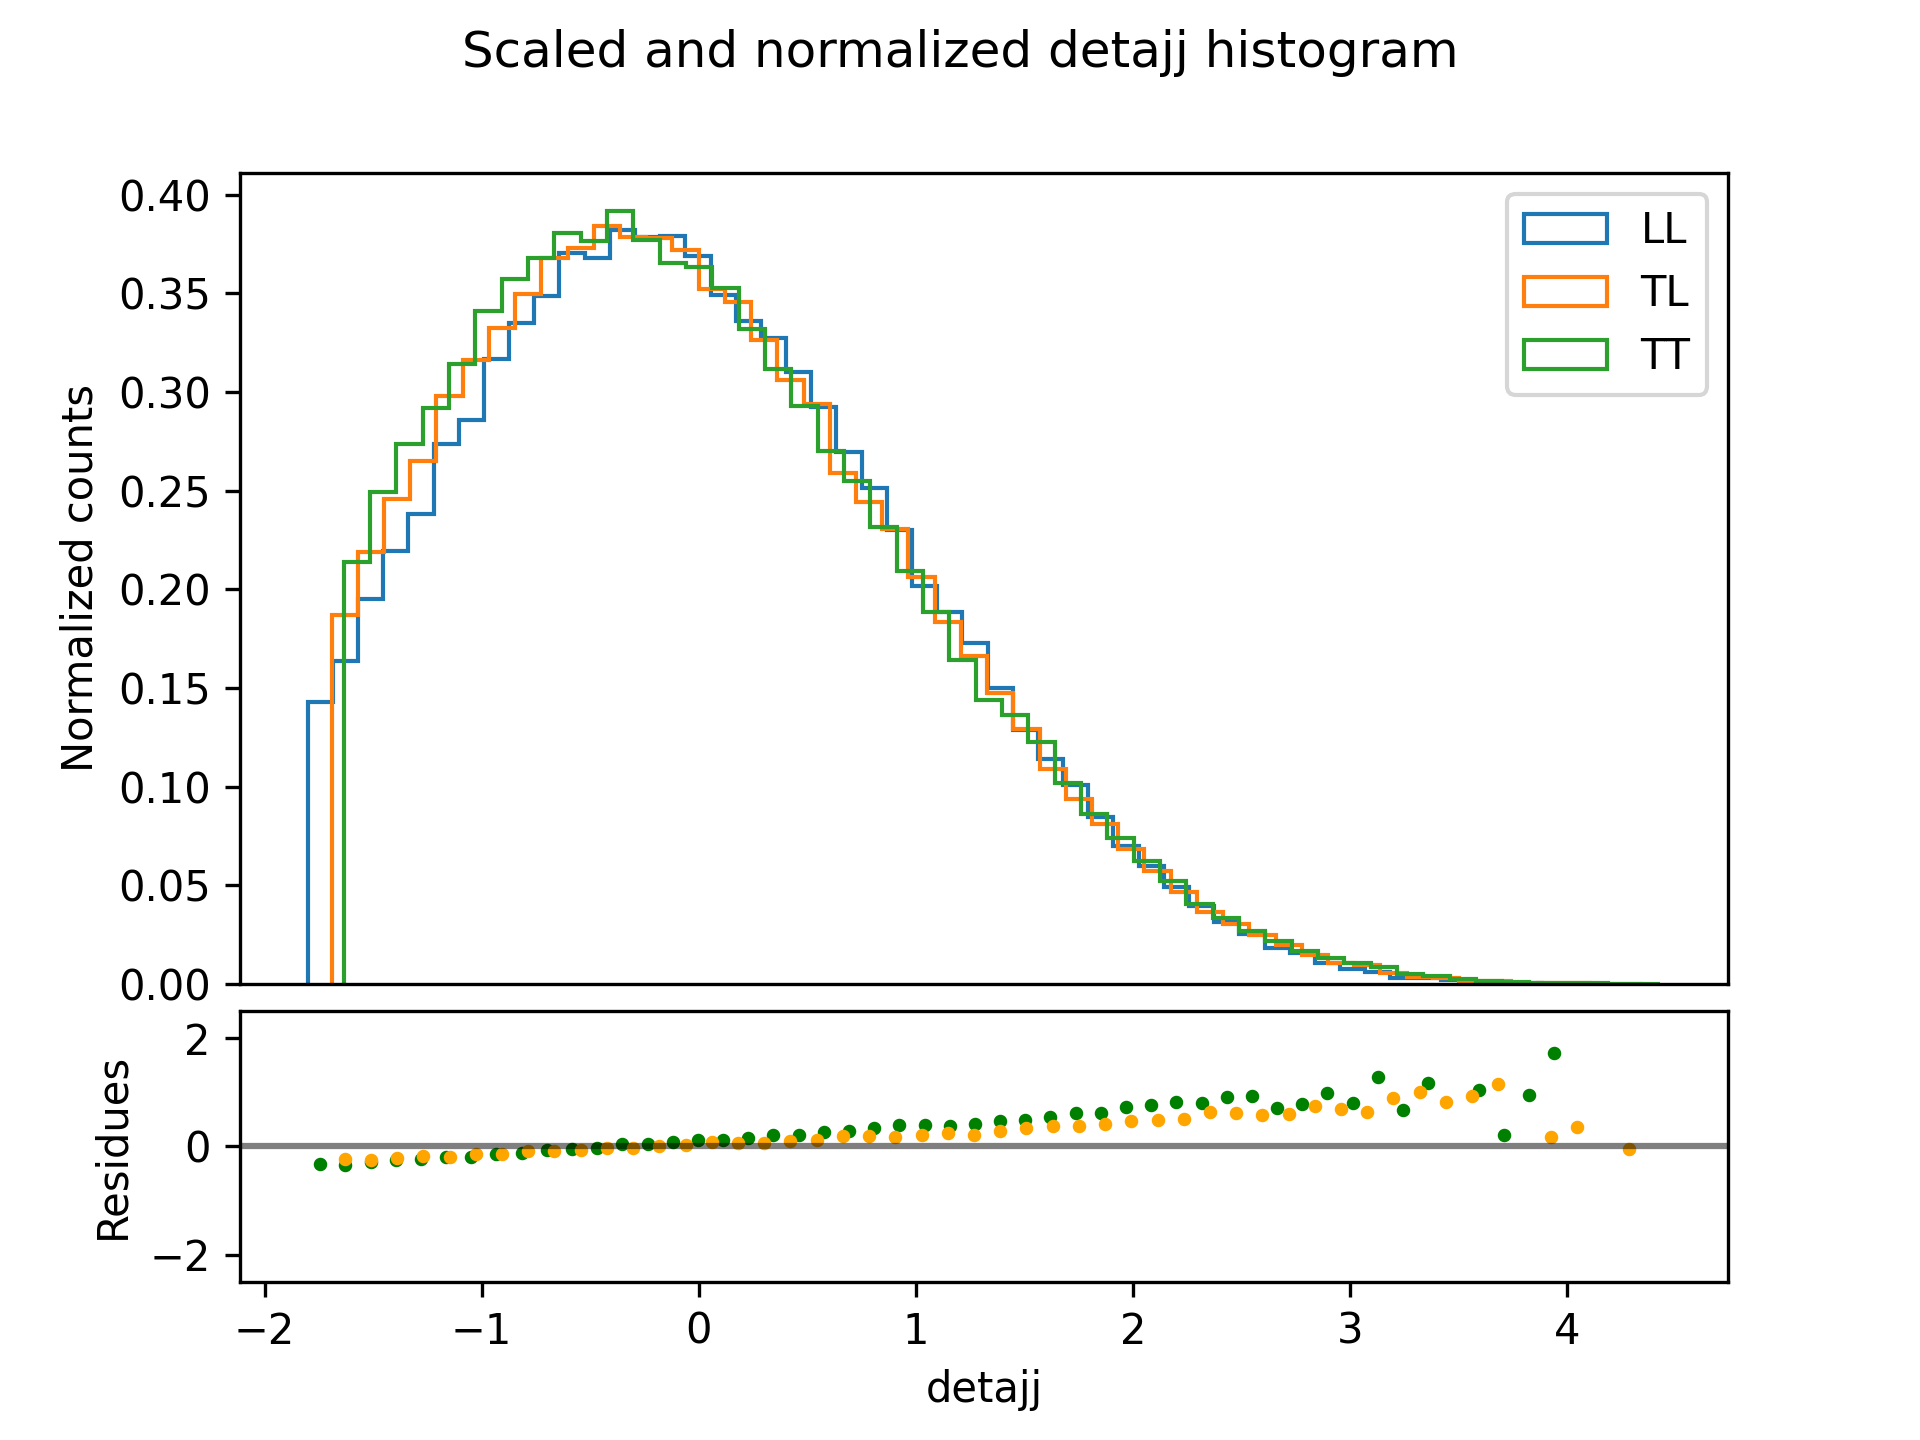 Scaled and normalized detajj histogram
0.40
0.35
0.30
0.25
0.20
0.15
0.10
0.05
0.00
Normalized counts
LL
TL
TT
2
0
−2
Residues
−2 −1 0 1 2 3 4
detajj